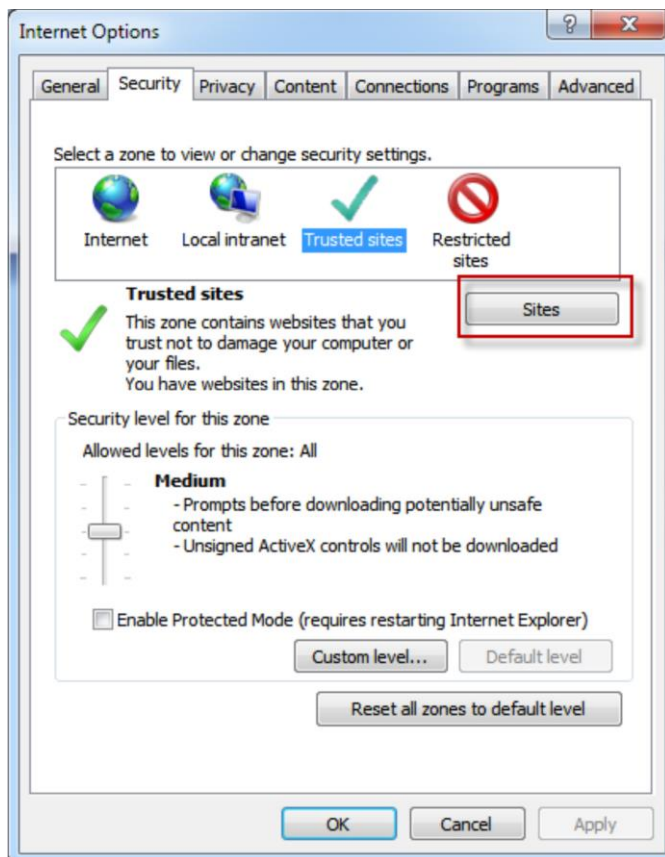 Internet Options
General Security Privacy Content Connections Programs Advanced
Select a zone to view or change security settings.
Internet Local intranet Trusted sites Restricted
sites
Trusted sites
Sites
This zone contains websites that you
trust not to damage your computer or
your files.
You have websites in this zone.
Security level for this zone
Allowed levels for this zone: All
Medium
- Prompts before downloading potentially unsafe
content
- Unsigned ActiveX controls will not be downloaded
Enable Protected Mode (requires restarting Internet Explorer)
Custom level... Default level
Reset all zones to default level
OK Cancel Apply